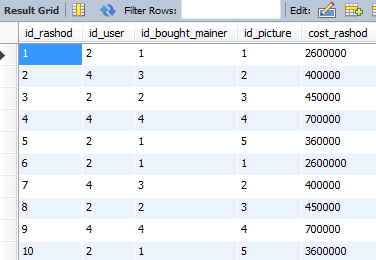 Result Grid Filter Rows: Edit:
id_rashod id_user id_bought_mainer id_picture cost_rashod
1 2 1 1 2600000
2 4 3 2 400000
3 2 2 3 450000
4 4 4 4 700000
5 2 1 5 360000
6 2 1 1 2600000
7 4 3 2 400000
8 2 2 3 450000
9 4 4 4 700000
10 2 1 5 3600000